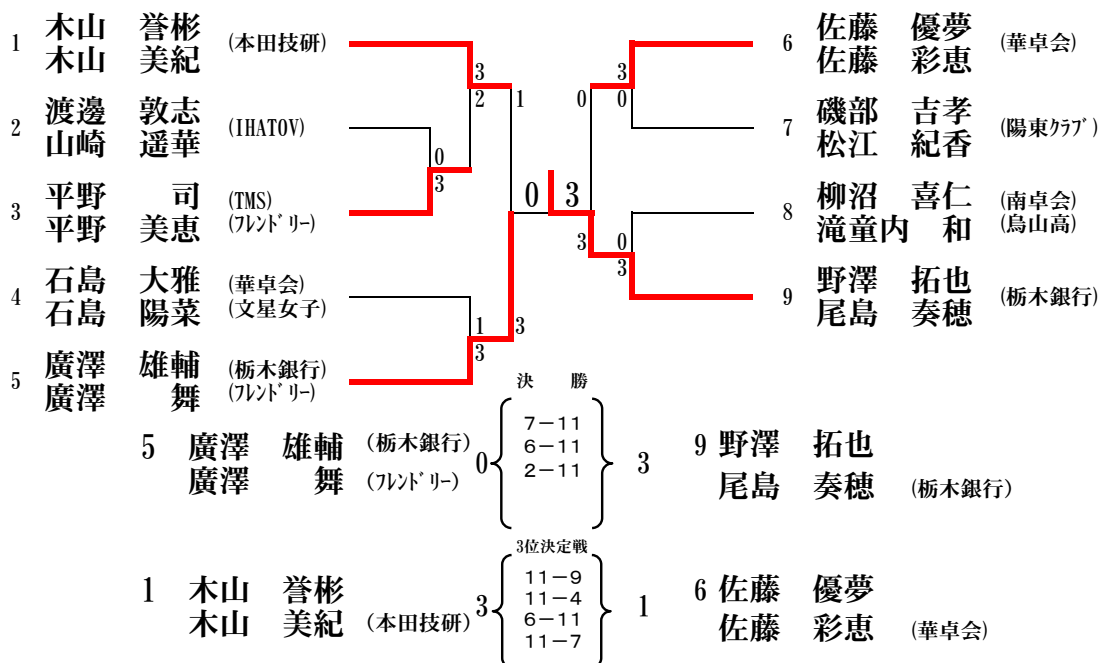 1 木山 誉彬 (本田技研)
木山 美紀
2 渡邊 敦志 (IHATOV)
山崎 遥華
3 平野 司 (TMS)
平野 美恵 (ﾌﾚﾝﾄﾞﾘｰ)
4 石島 大雅 (華卓会)
石島 陽菜 (文星女子)
5 廣澤 雄輔 (栃木銀行)
廣澤 舞 (ﾌﾚﾝﾄﾞﾘｰ)
3
2
0
3
1
3
1
3
0 3
0
3
3
0
0
3
6 佐藤 優夢 (華卓会)
佐藤 彩恵
7 磯部 吉孝 (陽東ｸﾗﾌﾞ)
松江 紀香
8 柳沼 喜仁 (南卓会)
滝童内 和 (烏山高)
9 野澤 拓也 (栃木銀行)
尾島 奏穂
決 勝
5 廣澤 雄輔 (栃木銀行)
廣澤 舞 (ﾌﾚﾝﾄﾞﾘｰ)
0
7-11
6-11
2-11
3
9 野澤 拓也
尾島 奏穂 (栃木銀行)
3位決定戦
1 木山 誉彬
木山 美紀 (本田技研)
3
11-9
11-4
6-11
11-7
1
6 佐藤 優夢
佐藤 彩恵 (華卓会)